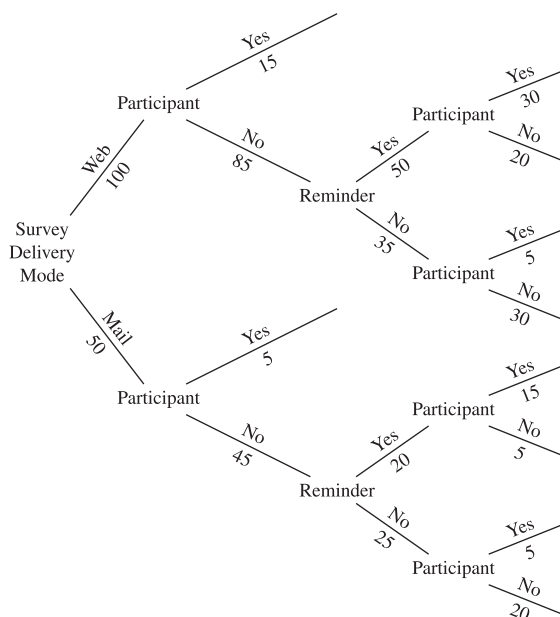 Yes
15
Participant
Yes
30
Participant
No
20
Web
100
No
85
Yes
50
Reminder
Survey
Delivery
Mode
No
35
Yes
5
Participant
No
30
Mail
50
Yes
5
Participant
Yes
15
Participant
No
5
No
45
Yes
20
Reminder
No
25
Yes
5
Participant
No
20